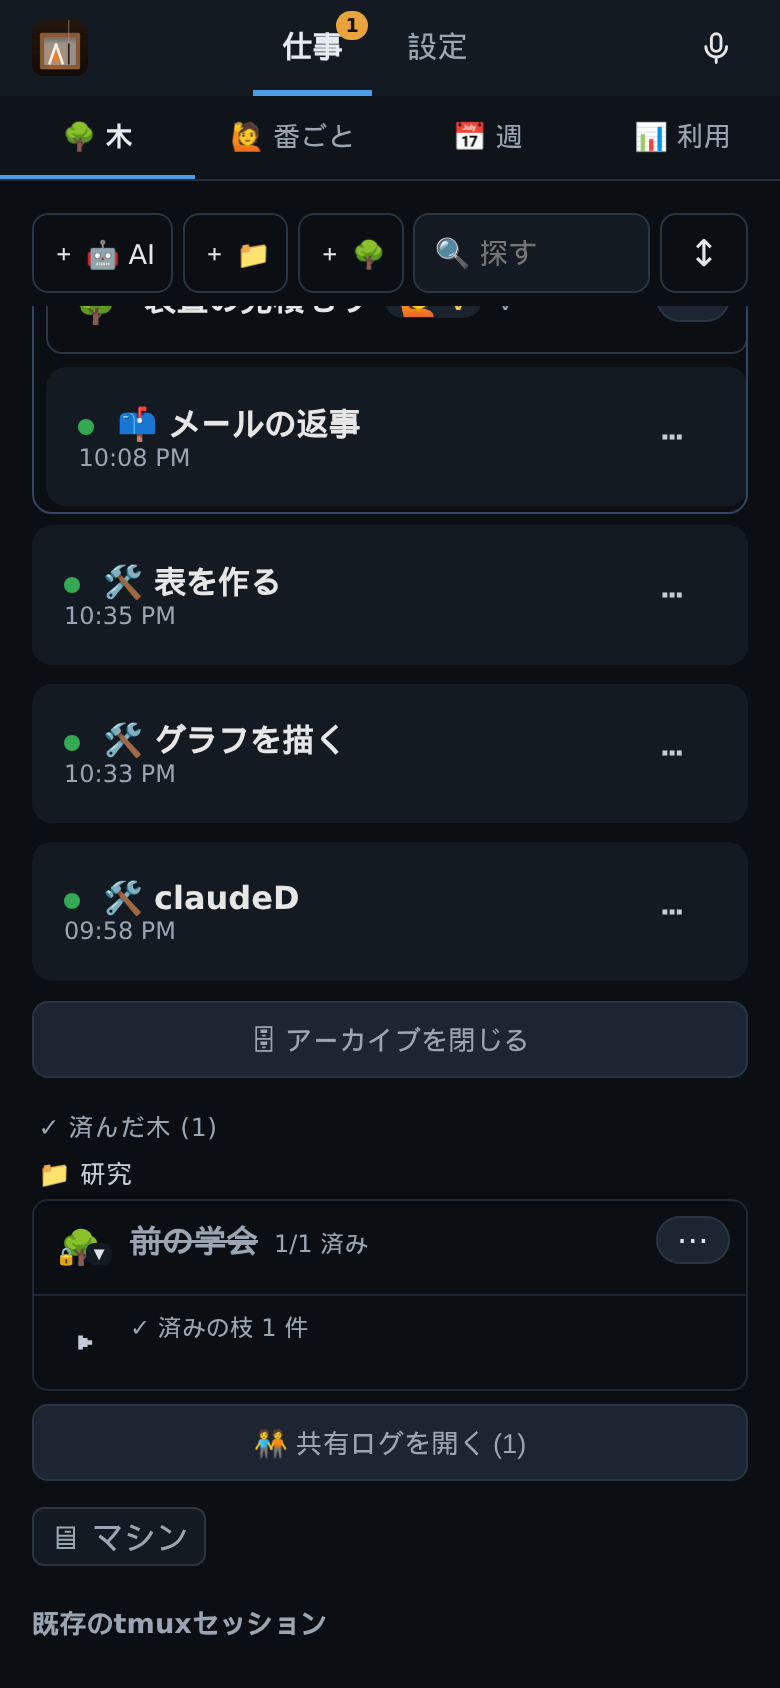 仕事 1 設定
木 番ごと 週 利用
+ AI + + 探す
メールの返事
10:08 PM
表を作る
10:35 PM
グラフを描く
10:33 PM
claudeD
09:58 PM
アーカイブを閉じる
✓ 済んだ木 (1)
研究
前の学会 1/1 済み
✓ 済みの枝 1 件
共有ログを開く (1)
マシン
既存のtmuxセッション